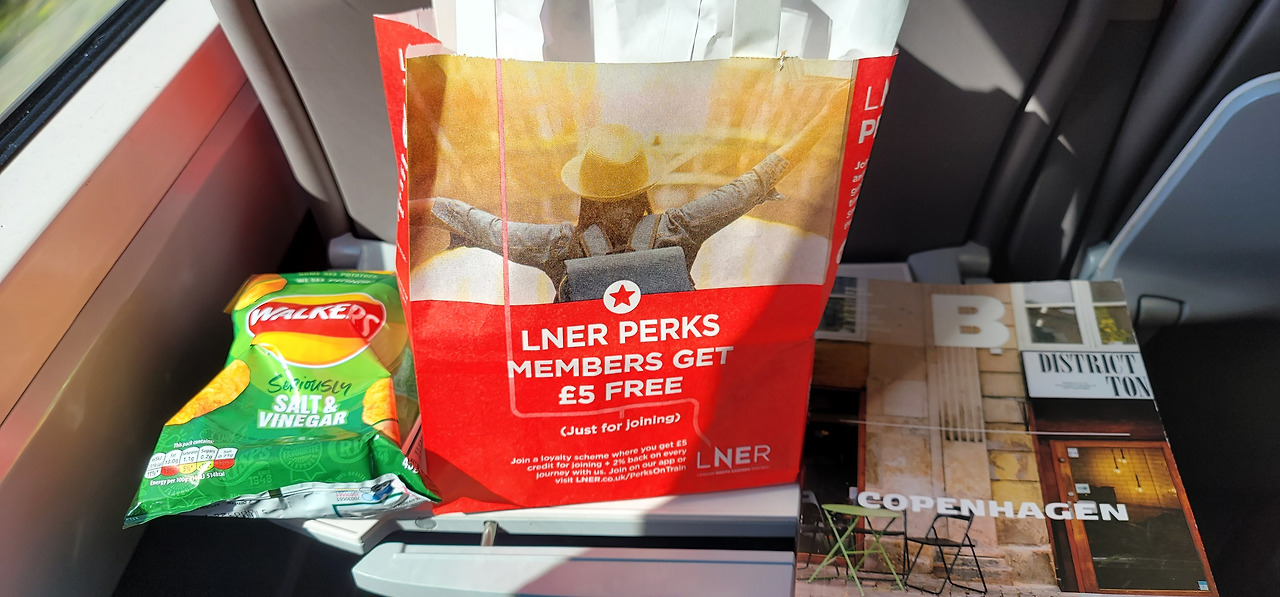 WALKERS
SERIOUSLY
SALT &
VINEGAR
This pack contains:
1948
LNER PERKS
MEMBERS GET
£5 FREE
(Just for joining)
Join a loyalty scheme where you get £5
credit for joining + 2% back on every
journey with us. Join on our app or
visit LNER.co.uk/perksOnTrain
LNER
B
DISTRICT
TON
COPENHAGEN